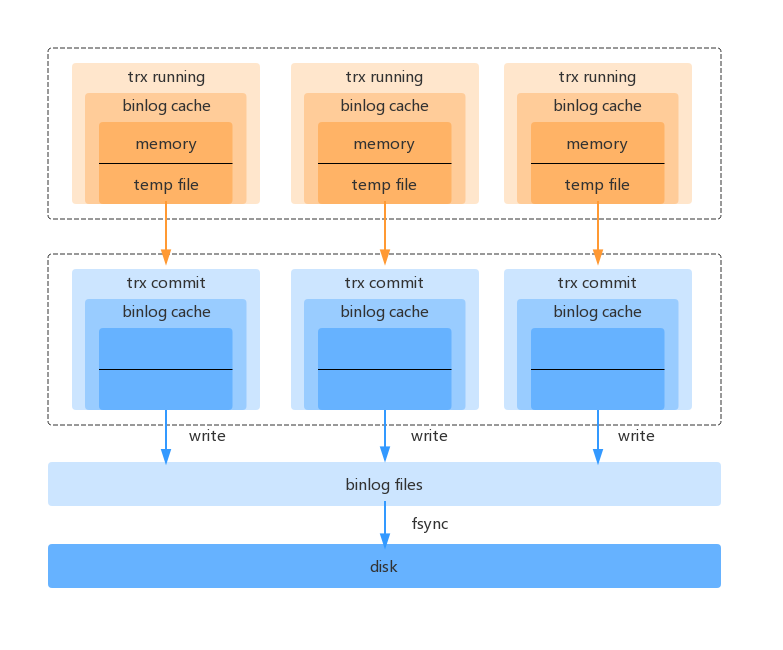 trx running
trx running
trx running
binlog cache
binlog cache
binlog cache
memory
memory
memory
temp file
temp file
temp file
trx commit
trx commit
trx commit
binlog cache
binlog cache
binlog cache
write
write
write
binlog files
fsync
disk